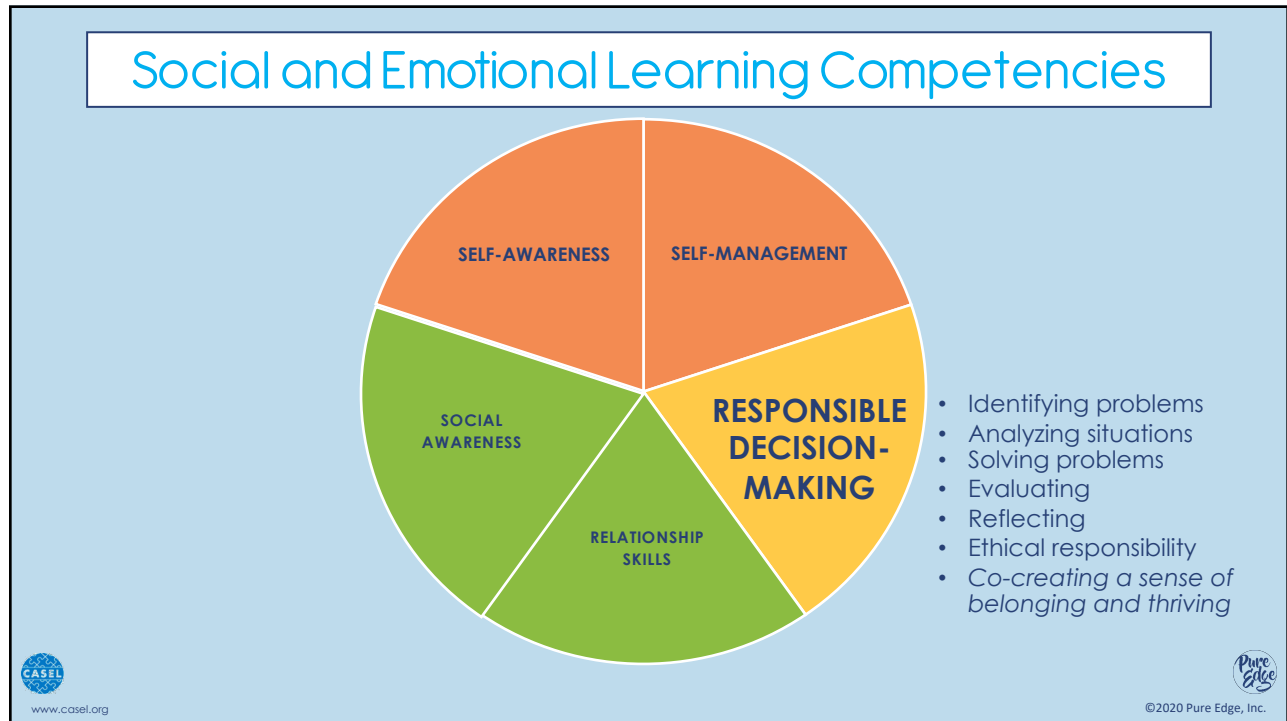 Social and Emotional Learning Competencies
SELF-AWARENESS
SELF-MANAGEMENT
SOCIAL
AWARENESS
RESPONSIBLE
DECISION-
MAKING
RELATIONSHIP
SKILLS
• Identifying problems
• Analyzing situations
• Solving problems
• Evaluating
• Reflecting
• Ethical responsibility
• Co-creating a sense of
belonging and thriving
CASEL
www.casel.org
Pure
Edge
©2020 Pure Edge, Inc.